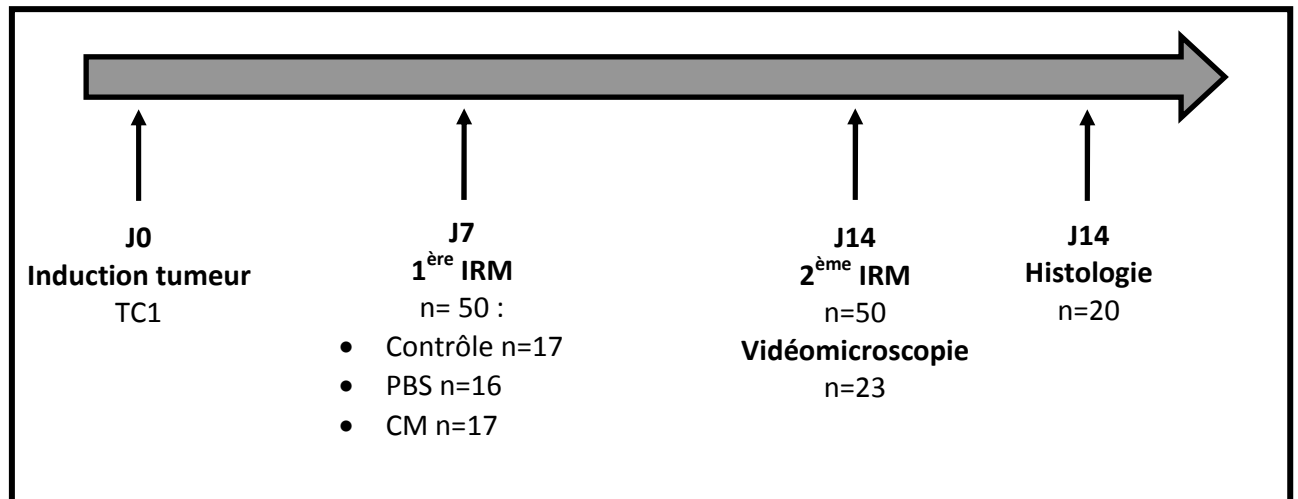 J0
Induction tumeur
TC1
J7
1ère IRM
n= 50 :
• Contrôle n=17
• PBS n=16
• CM n=17
J14
2ème IRM
n=50
Vidéomicroscopie
n=23
J14
Histologie
n=20